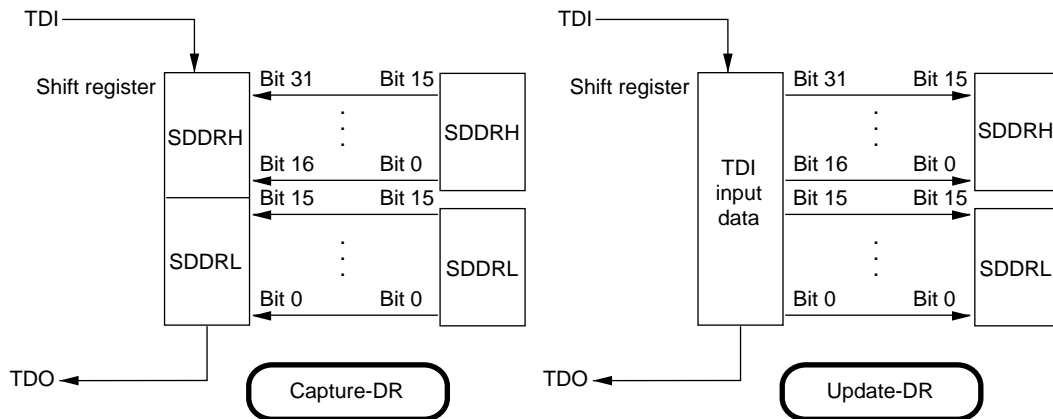 TDI
Shift register
Bit 31 Bit 15
SDDRH
SDDRH
Bit 16 Bit 0
Bit 15 Bit 15
SDDRL
SDDRL
Bit 0 Bit 0
TDO
Capture-DR
TDI
Shift register
Bit 31 Bit 15
SDDRH
Bit 16 Bit 0
TDI
input
data
Bit 15 Bit 15
SDDRL
Bit 0 Bit 0
TDO
Update-DR